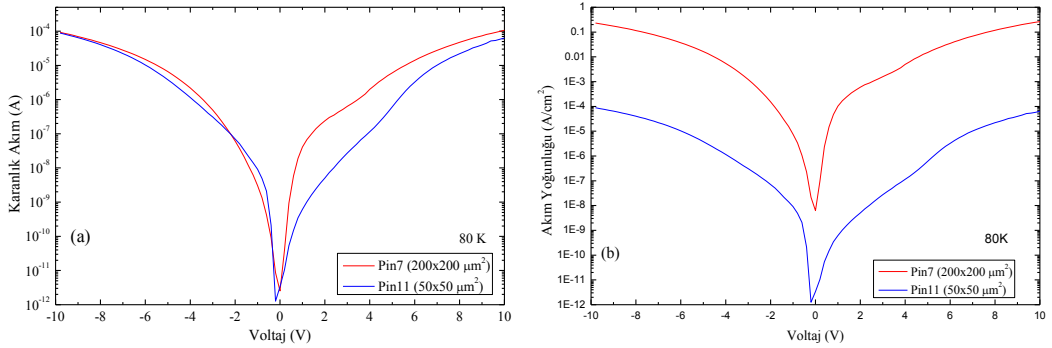 Karanlık Akım (A)
10⁻⁴
10⁻⁵
10⁻⁶
10⁻⁷
10⁻⁸
10⁻⁹
10⁻¹⁰
10⁻¹¹
10⁻¹²
(a)
80 K
Pin7 (200x200 μm²)
Pin11 (50x50 μm²)
-10 -8 -6 -4 -2 0 2 4 6 8 10
Voltaj (V)
Akım Yoğunluğu (A/cm²)
1
0.1
0.01
1E-3
1E-4
1E-5
1E-6
1E-7
1E-8
1E-9
1E-10
1E-11
1E-12
(b)
80K
Pin7 (200x200 μm²)
Pin11 (50x50 μm²)
-10 -8 -6 -4 -2 0 2 4 6 8 10
Voltaj (V)